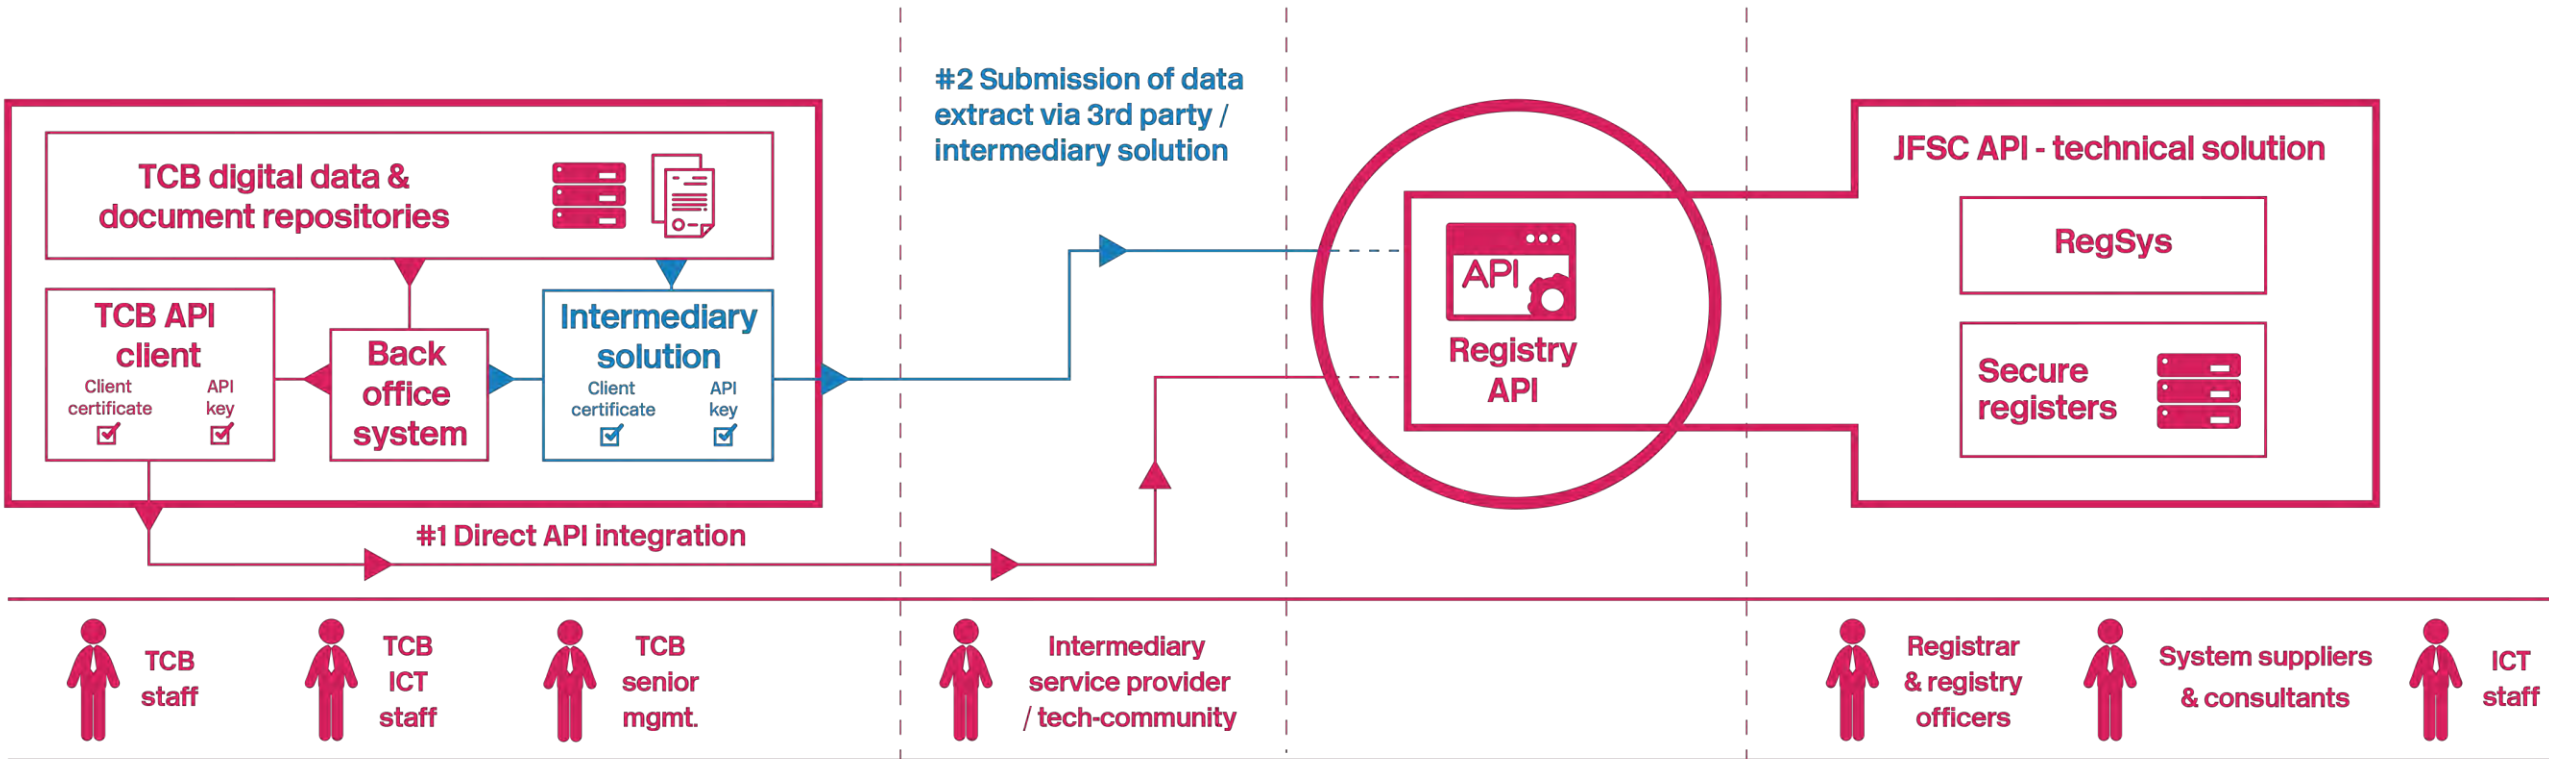 #2 Submission of data
extract via 3rd party /
intermediary solution
TCB digital data &
document repositories
TCB API
client
Client
certificate
API
key
Back
office
system
Intermediary
solution
Client
certificate
API
key
#1 Direct API integration
API
Registry
API
JFSC API - technical solution
RegSys
Secure
registers
TCB
staff
TCB
ICT
staff
TCB
senior
mgmt.
Intermediary
service provider
/ tech-community
Registrar
& registry
officers
System suppliers
& consultants
ICT
staff